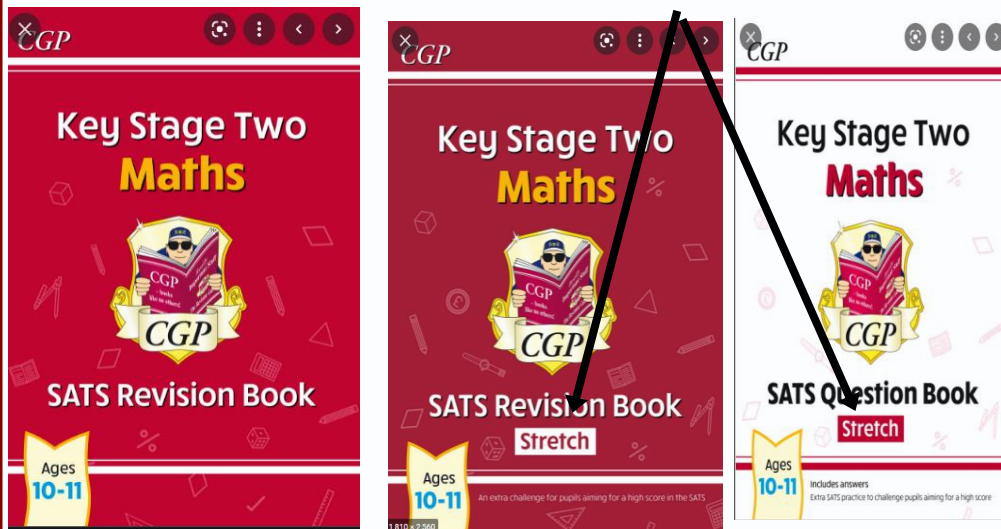 CGP
Key Stage Two
Maths
CGP
CGP
SATS Revision Book
Ages
10-11
CGP
Key Stage Two
Maths
CGP
CGP
SATS Revision Book
Stretch
Ages
10-11
An extra challenge for pupils aiming for a high score in the SATS
1,810 × 2,560
CGP
Key Stage Two
Maths
CGP
CGP
SATS Question Book
Stretch
Ages
10-11
Includes answers
Extra SATS practice to challenge pupils aiming for a high score